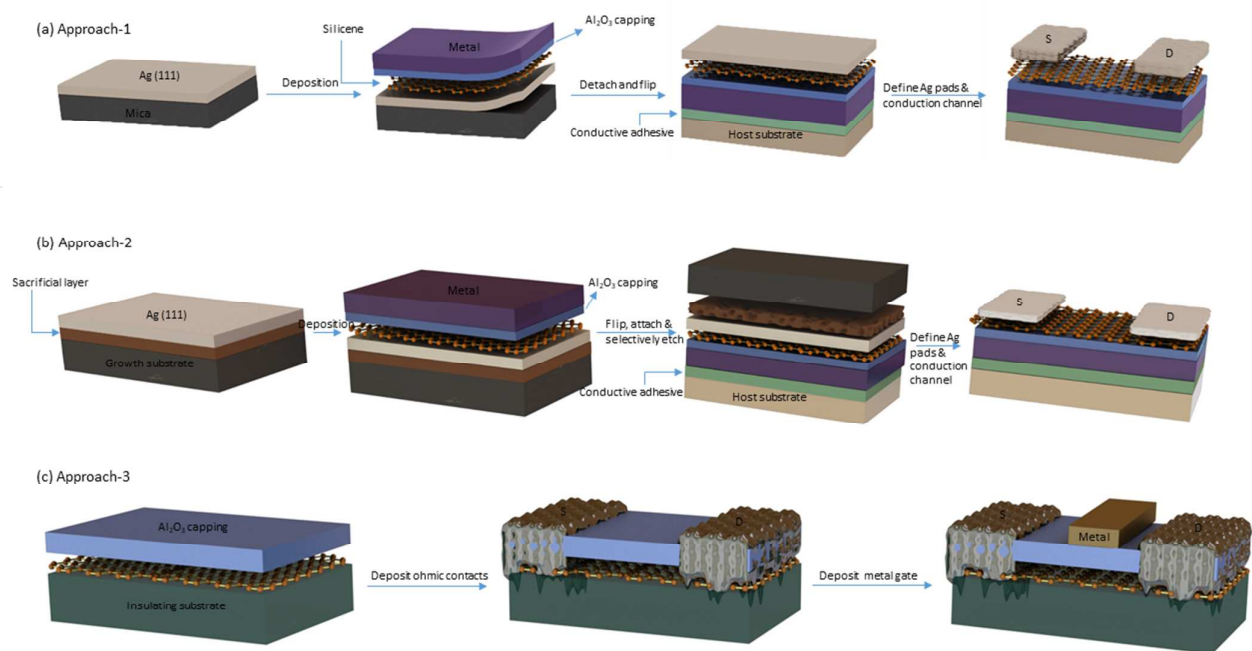 (a) Approach-1
Silicene
Al₂O₃ capping
Metal
S
D
Ag (111)
Deposition
Detach and flip
Define Ag pads &
conduction channel
Mica
Conductive adhesive
Host substrate
(b) Approach-2
Sacrificial layer
Al₂O₃ capping
Metal
S
D
Ag (111)
Deposition
Flip, attach &
selectively etch
Define Ag
pads &
conduction
channel
Growth substrate
Conductive adhesive
Host substrate
(c) Approach-3
Al₂O₃ capping
S
D
S
D
Metal
Deposit ohmic contacts
Deposit metal gate
Insulating substrate